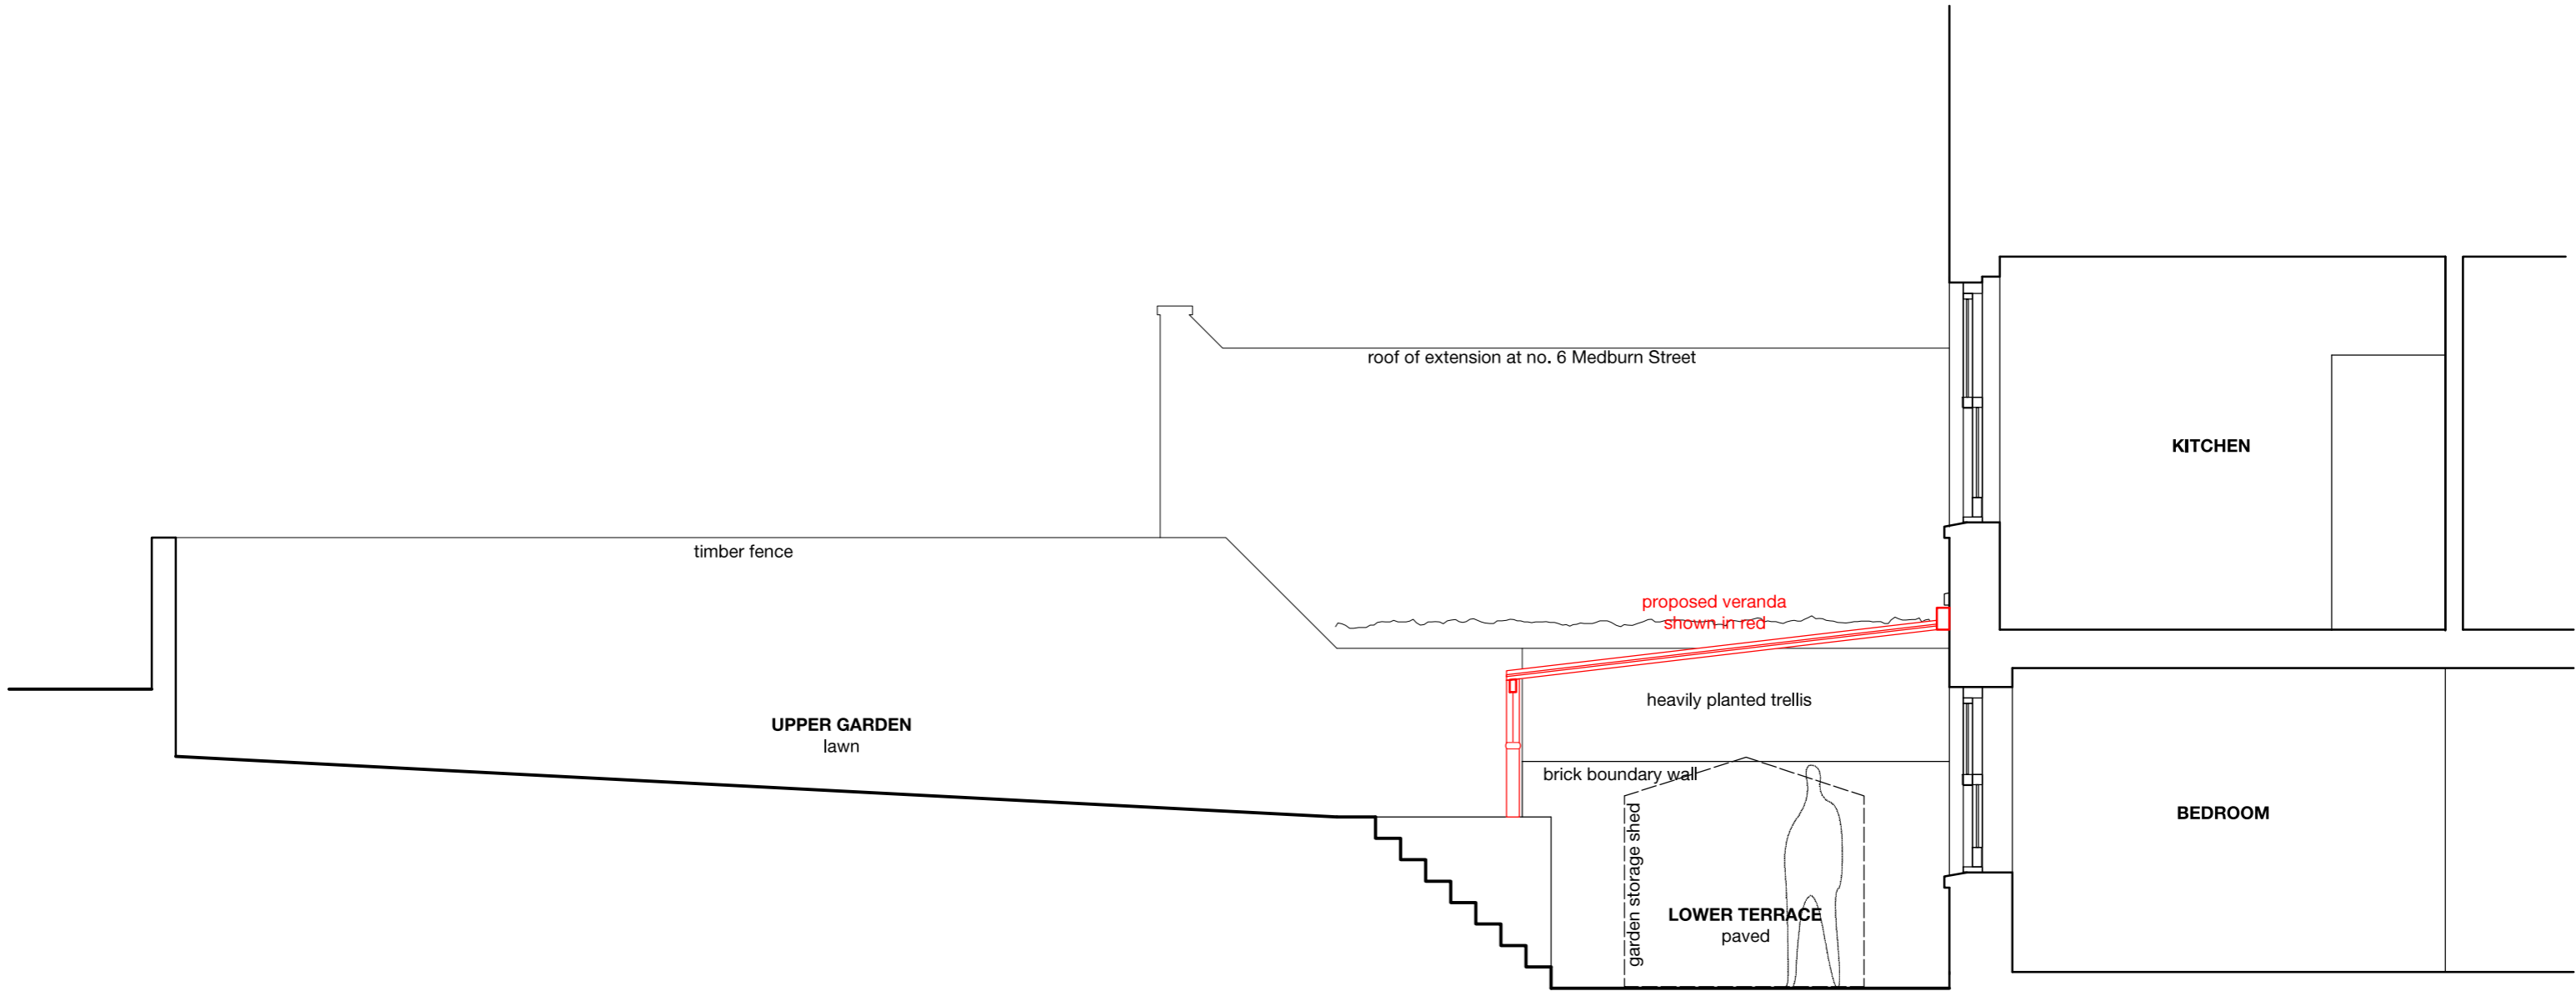 roof of extension at no. 6 Medburn Street
KITCHEN
timber fence
proposed veranda
shown in red
heavily planted trellis
UPPER GARDEN
lawn
brick boundary wall
garden storage shed
BEDROOM
LOWER TERRACE
paved